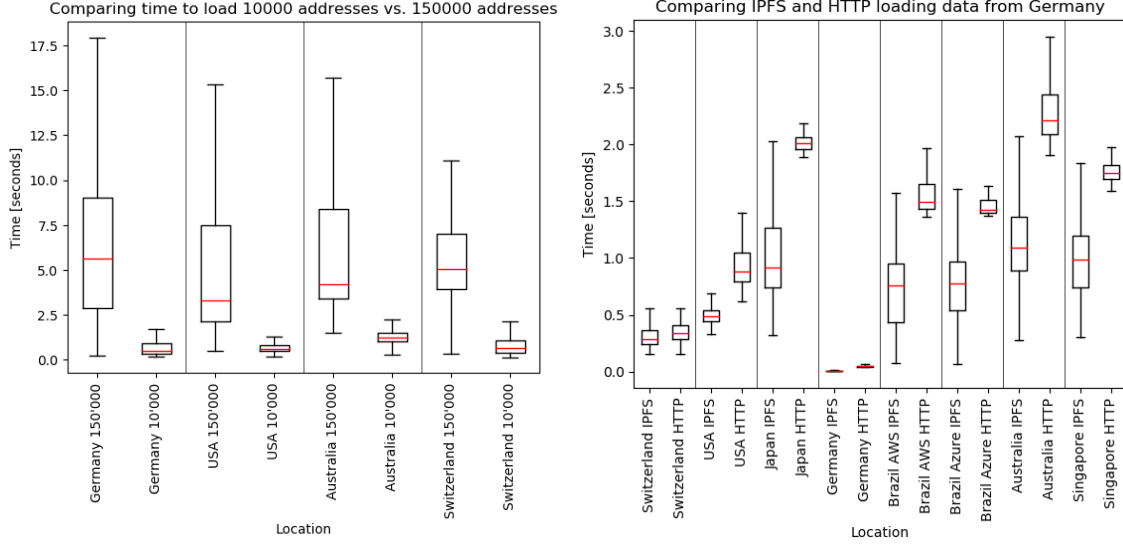 Comparing time to load 10000 addresses vs. 150000 addresses
Time [seconds]
17.5
15.0
12.5
10.0
7.5
5.0
2.5
0.0
Germany 150'000
Germany 10'000
USA 150'000
USA 10'000
Australia 150'000
Australia 10'000
Switzerland 150'000
Switzerland 10'000
Location
Comparing IPFS and HTTP loading data from Germany
Time [seconds]
3.0
2.5
2.0
1.5
1.0
0.5
0.0
Switzerland IPFS
Switzerland HTTP
USA IPFS
USA HTTP
Japan IPFS
Japan HTTP
Germany IPFS
Germany HTTP
Brazil AWS IPFS
Brazil AWS HTTP
Brazil Azure IPFS
Brazil Azure HTTP
Australia IPFS
Australia HTTP
Singapore IPFS
Singapore HTTP
Location